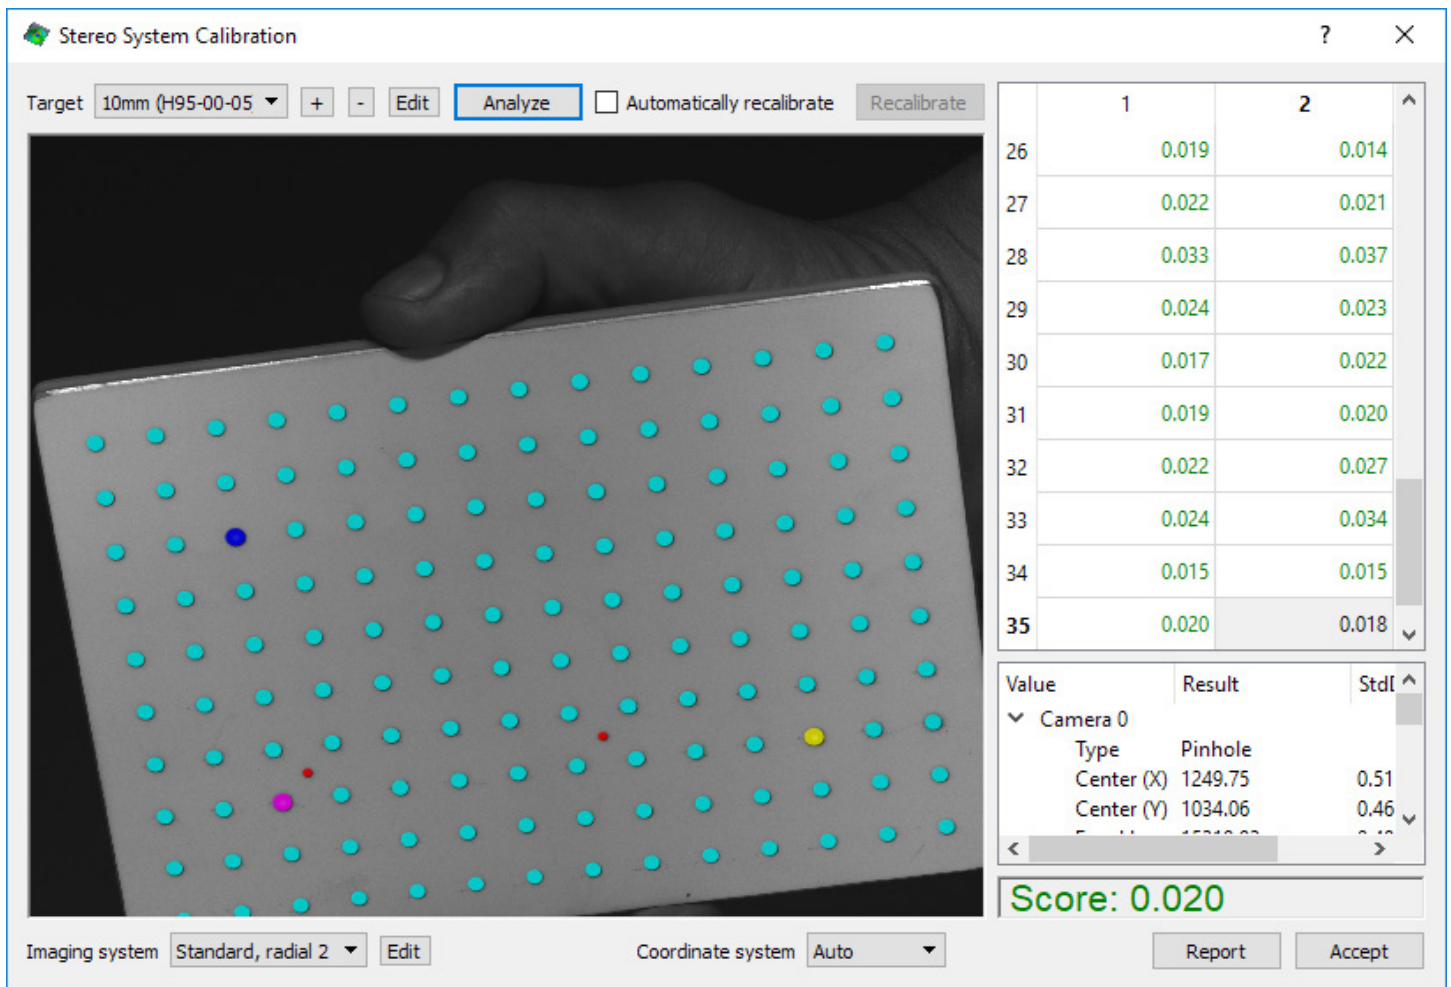 Stereo System Calibration ?
Target 10mm (H95-00-05 + - Edit Analyze Automatically recalibrate Recalibrate
1 2
26 0.019 0.014
27 0.022 0.021
28 0.033 0.037
29 0.024 0.023
30 0.017 0.022
31 0.019 0.020
32 0.022 0.027
33 0.024 0.034
34 0.015 0.015
35 0.020 0.018
Value Result
Camera 0
Type Pinhole
Center (X) 1249.75 0.51
Center (Y) 1034.06 0.46
Score: 0.020
Imaging system Standard, radial 2 Edit Coordinate system Auto Report Accept